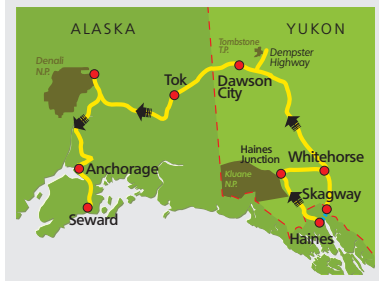 ALASKA
YUKON
Denali
N.P.
Tombstone
T.P.
Dempster
Highway
Tok
Dawson
City
Haines
Junction
Whitehorse
Kluane
N.P.
Anchorage
Skagway
Seward
Haines